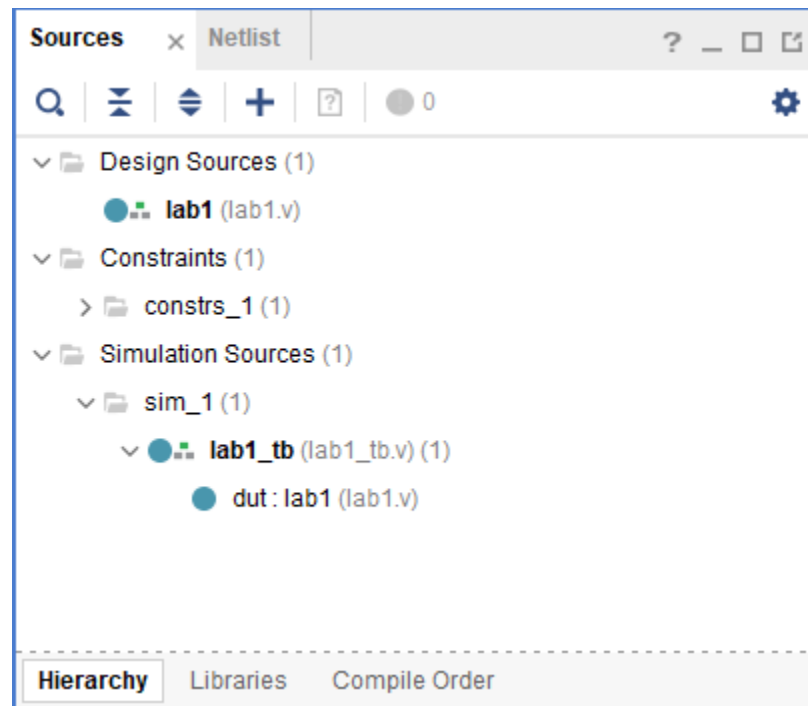 Sources Netlist ?
? 0
Design Sources (1)
lab1 (lab1.v)
Constraints (1)
constrs_1 (1)
Simulation Sources (1)
sim_1 (1)
lab1_tb (lab1_tb.v) (1)
dut : lab1 (lab1.v)
Hierarchy Libraries Compile Order